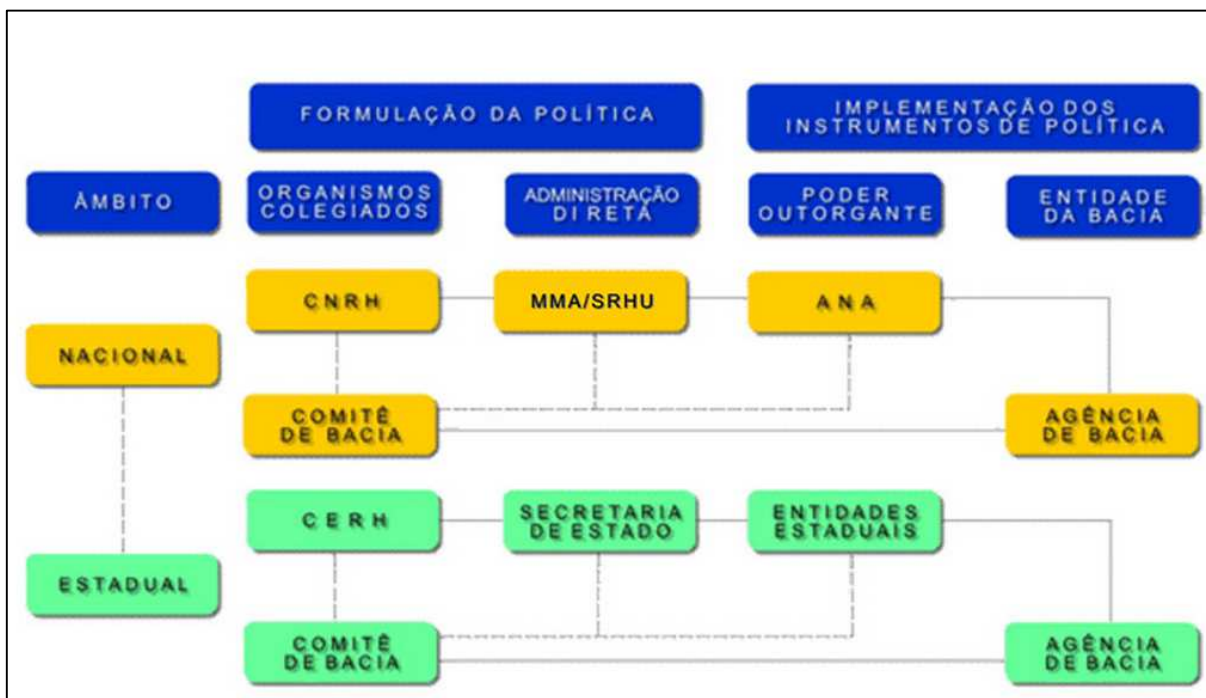 FORMULAÇÃO DA POLÍTICA
IMPLEMENTAÇÃO DOS
INSTRUMENTOS DE POLÍTICA
ÂMBITO
ORGANISMOS
COLEGIADOS
ADMINISTRAÇÃO
DIRETA
PODER
OUTORGANTE
ENTIDADE
DA BACIA
NACIONAL
CNRH
MMA/SRHU
ANA
COMITÊ
DE BACIA
AGÊNCIA
DE BACIA
ESTADUAL
CERH
SECRETARIA
DE ESTADO
ENTIDADES
ESTADUAIS
COMITÊ
DE BACIA
AGÊNCIA
DE BACIA